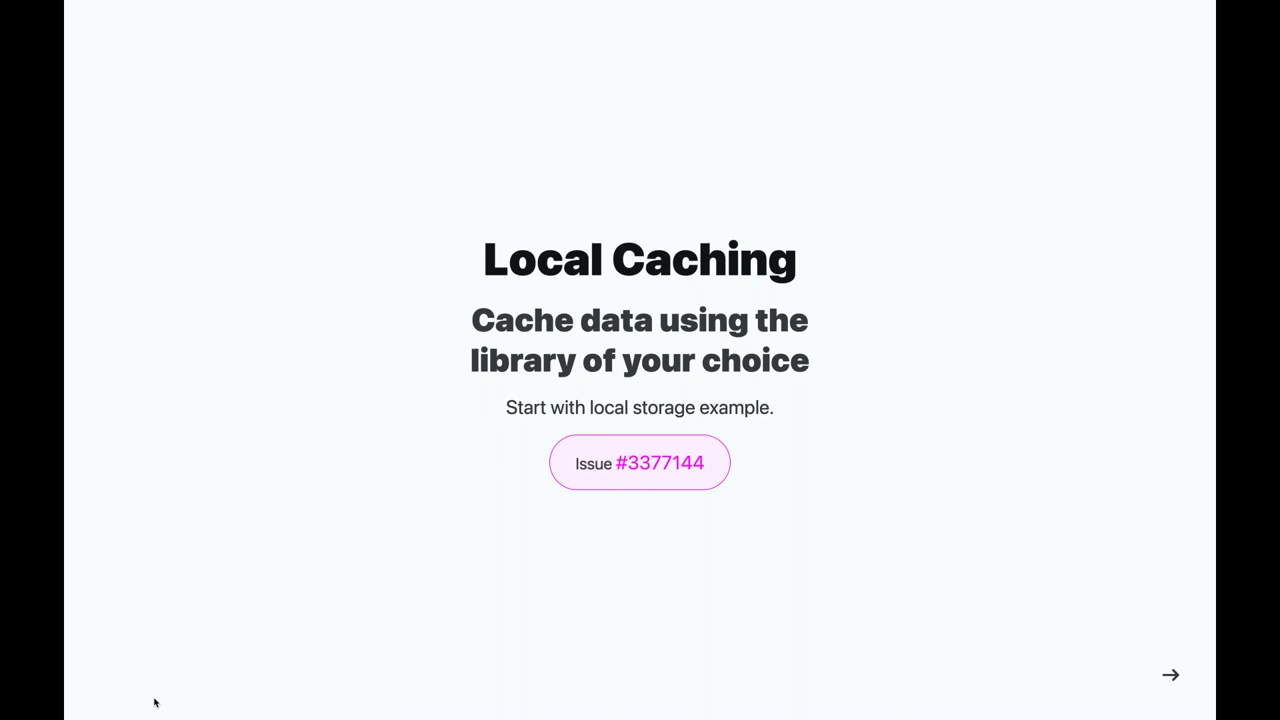 Local Caching
Cache data using the
library of your choice
Start with local storage example.
Issue #3377144